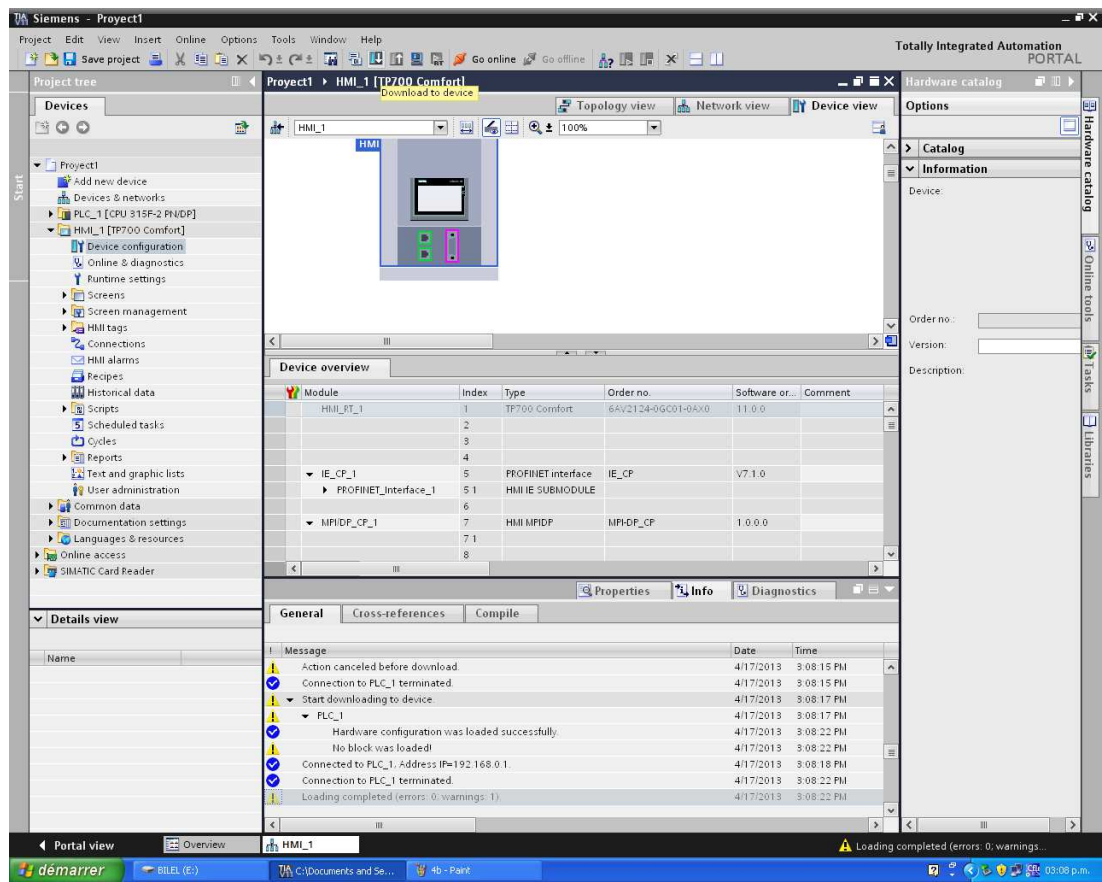 Siemens - Proyect1
Project Edit View Insert Online Options Tools Window Help
Totally Integrated Automation
PORTAL
Save project Go online Go offline
Project tree
Proyect1 HMI_1 [TP700 Comfort]
Download to device
Hardware catalog
Devices
Topology view Network view Device view
Options
HMI_1 100%
HMI
Catalog
Information
Device:
Order no.:
Version:
Description:
Hardware catalog
Online tools
Tasks
Libraries
Start
Proyect1
Add new device
Devices & networks
PLC_1 [CPU 315F-2 PN/DP]
HMI_1 [TP700 Comfort]
Device configuration
Online & diagnostics
Runtime settings
Screens
Screen management
HMI tags
Connections
HMI alarms
Recipes
Historical data
Scripts
Scheduled tasks
Cycles
Reports
Text and graphic lists
User administration
Common data
Documentation settings
Languages & resources
Online access
SIMATIC Card Reader
Details view
Name
Device overview
Module Index Type Order no. Software or... Comment
HMI_RT_1 1 TP700 Comfort 6AV2124-0GC01-0AX0 11.0.0
2
3
4
IE_CP_1 5 PROFINET interface IE_CP V7.1.0
PROFINET_Interface_1 5 1 HMI IE SUBMODULE
6
MPI/DP_CP_1 7 HMI MPIDP MPI-DP_CP 1.0.0.0
7 1
8
Properties Info Diagnostics
General Cross-references Compile
! Message Date Time
Action canceled before download. 4/17/2013 3:08:15 PM
Connection to PLC_1 terminated. 4/17/2013 3:08:15 PM
Start downloading to device. 4/17/2013 3:08:17 PM
PLC_1 4/17/2013 3:08:17 PM
Hardware configuration was loaded successfully. 4/17/2013 3:08:22 PM
No block was loaded! 4/17/2013 3:08:22 PM
Connected to PLC_1, Address IP=192.168.0.1. 4/17/2013 3:08:18 PM
Connection to PLC_1 terminated. 4/17/2013 3:08:22 PM
Loading completed (errors: 0; warnings: 1). 4/17/2013 3:08:22 PM
Portal view Overview HMI_1
Loading completed (errors: 0; warnings...
démarrer BILEL (E:) C:\Documents and Se... 4b - Paint 03:08 p.m.